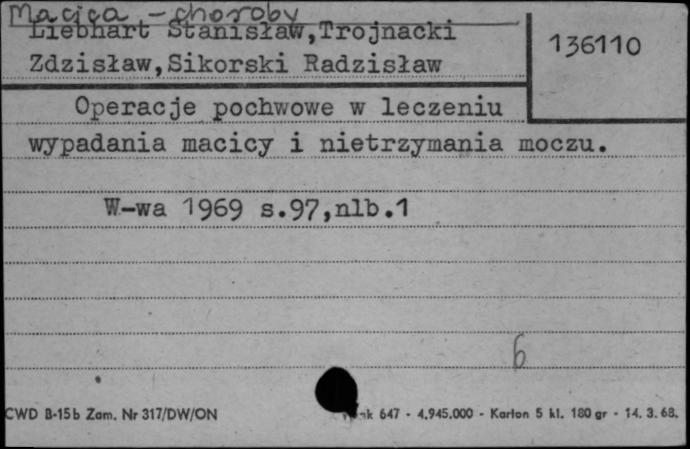 Macica - choroby
Liebhart Stanisław,Trojnacki
Zdzisław,Sikorski Radzisław
136110
Operacje pochwowe w leczeniu
wypadania macicy i nietrzymania moczu.
W-wa 1969 s.97,nlb.1
6
CWD B-15b Zam. Nr 317/DW/ON 647 - 4.945.000 - Karton 5 kl. 180 gr - 14. 3. 68.